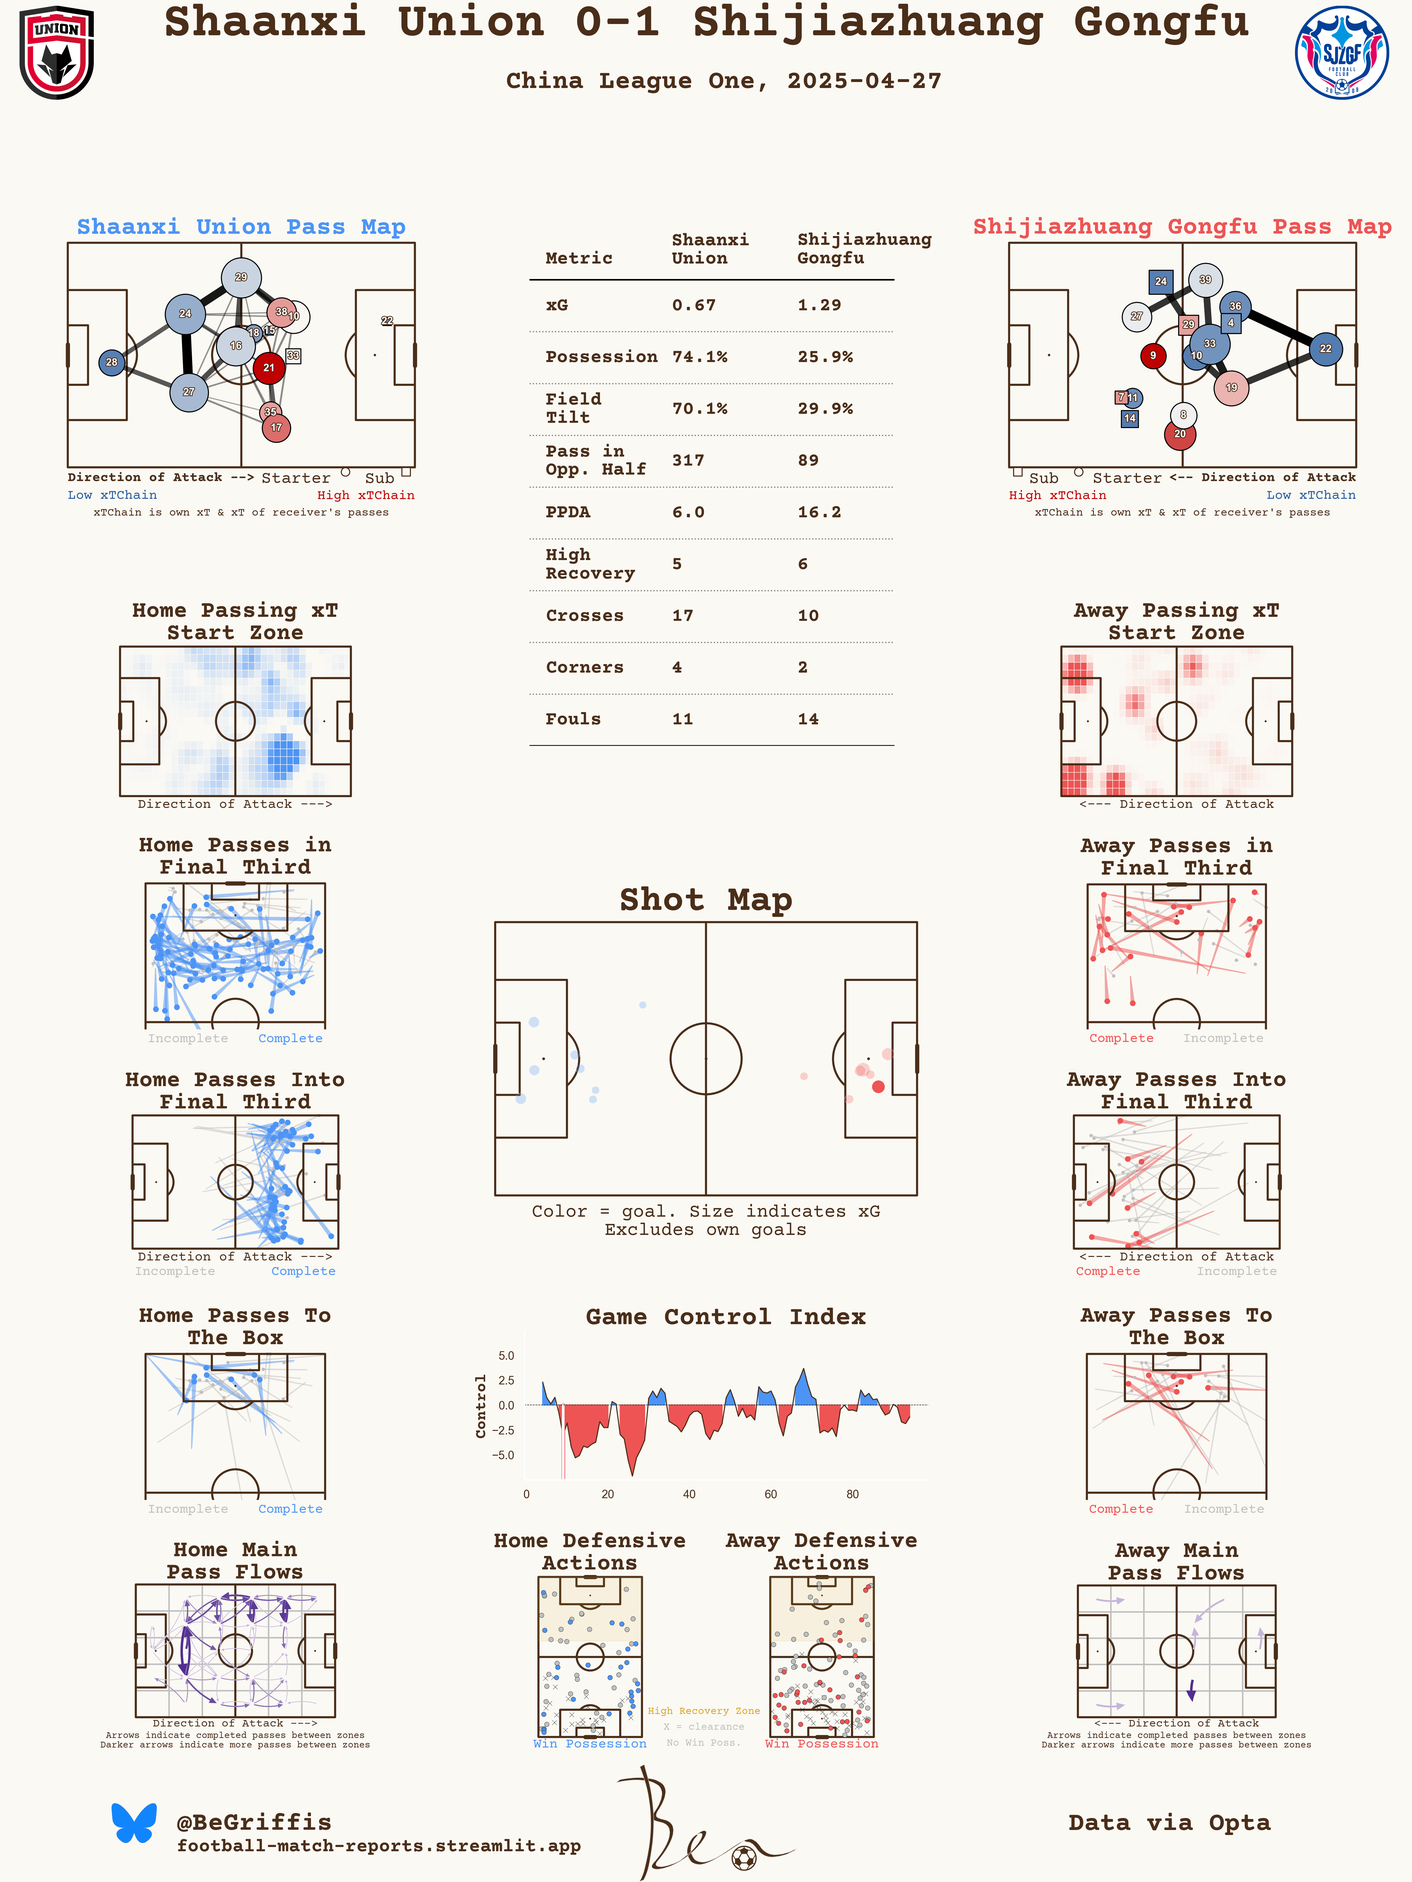 Shaanxi Union 0-1 Shijiazhuang Gongfu
China League One, 2025-04-27
UNION
SJZGF
FOOTBALL
CLUB
Shaanxi Union Pass Map
29
24
38
10
22
18
15
16
33
28
21
27
35
17
Direction of Attack --> Starter Sub
Low xTChain High xTChain
xTChain is own xT & xT of receiver's passes
Metric Shaanxi Union Shijiazhuang Gongfu
xG 0.67 1.29
Possession 74.1% 25.9%
Field Tilt 70.1% 29.9%
Pass in Opp. Half 317 89
PPDA 6.0 16.2
High Recovery 5 6
Crosses 17 10
Corners 4 2
Fouls 11 14
Shijiazhuang Gongfu Pass Map
24
39
36
27
29
4
33
22
9
10
19
7
11
14
8
20
Sub Starter <-- Direction of Attack
High xTChain Low xTChain
xTChain is own xT & xT of receiver's passes
Home Passing xT
Start Zone
Direction of Attack --->
Away Passing xT
Start Zone
<--- Direction of Attack
Home Passes in
Final Third
Incomplete Complete
Away Passes in
Final Third
Complete Incomplete
Shot Map
Color = goal. Size indicates xG
Excludes own goals
Home Passes Into
Final Third
Direction of Attack --->
Incomplete Complete
Away Passes Into
Final Third
<--- Direction of Attack
Complete Incomplete
Home Passes To
The Box
Incomplete Complete
Game Control Index
Control
5.0
2.5
0.0
−2.5
−5.0
0 20 40 60 80
Away Passes To
The Box
Complete Incomplete
Home Main
Pass Flows
Direction of Attack --->
Arrows indicate completed passes between zones
Darker arrows indicate more passes between zones
Home Defensive
Actions
Win Possession
High Recovery Zone
X = clearance
No Win Poss.
Away Defensive
Actions
Win Possession
Away Main
Pass Flows
<--- Direction of Attack
Arrows indicate completed passes between zones
Darker arrows indicate more passes between zones
@BeGriffis
football-match-reports.streamlit.app
Ben
Data via Opta